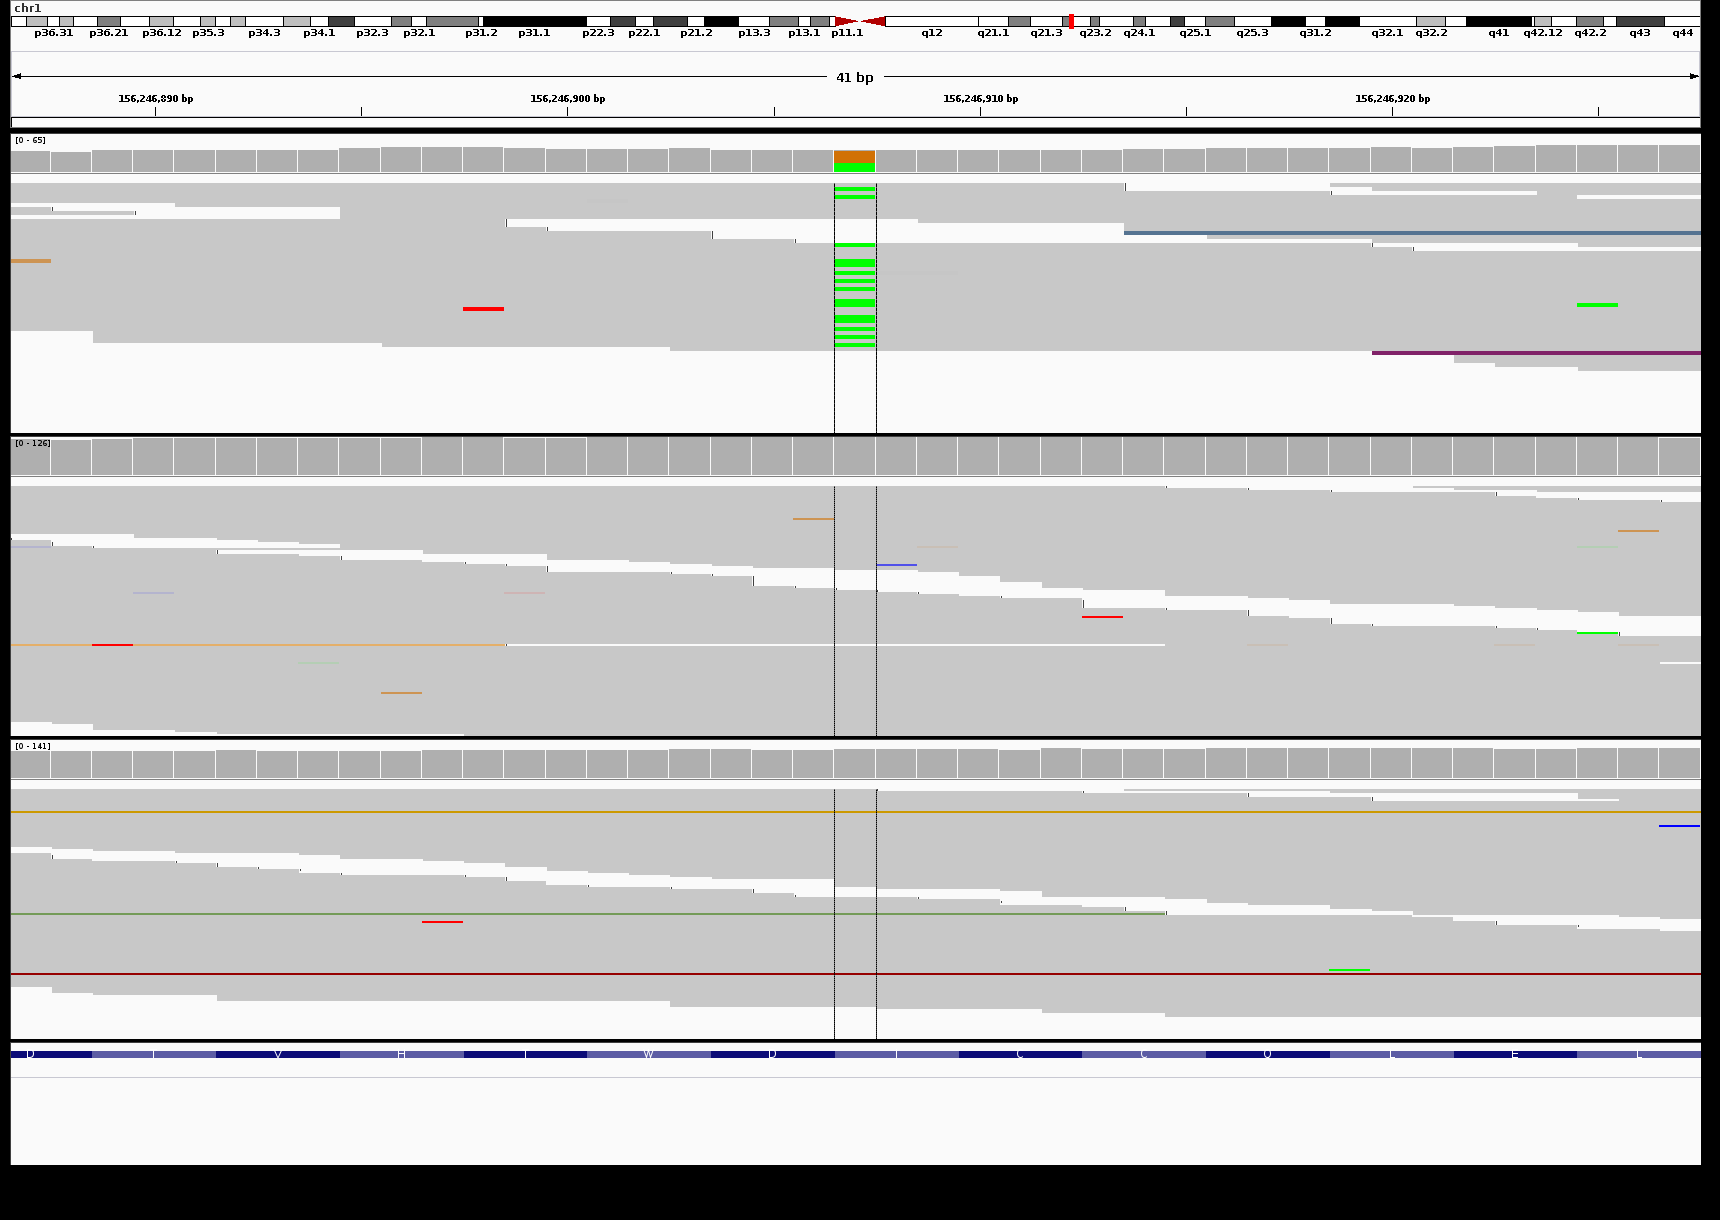 chr1
p36.31 p36.21 p36.12 p35.3 p34.3 p34.1 p32.3 p32.1 p31.2 p31.1 p22.3 p22.1 p21.2 p13.3 p13.1 p11.1 q12 q21.1 q21.3 q23.2 q24.1 q25.1 q25.3 q31.2 q32.1 q32.2 q41 q42.12 q42.2 q43 q44
41 bp
156,246,890 bp 156,246,900 bp 156,246,910 bp 156,246,920 bp
[0 - 65]
[0 - 126]
[0 - 141]
D V H W D C C E